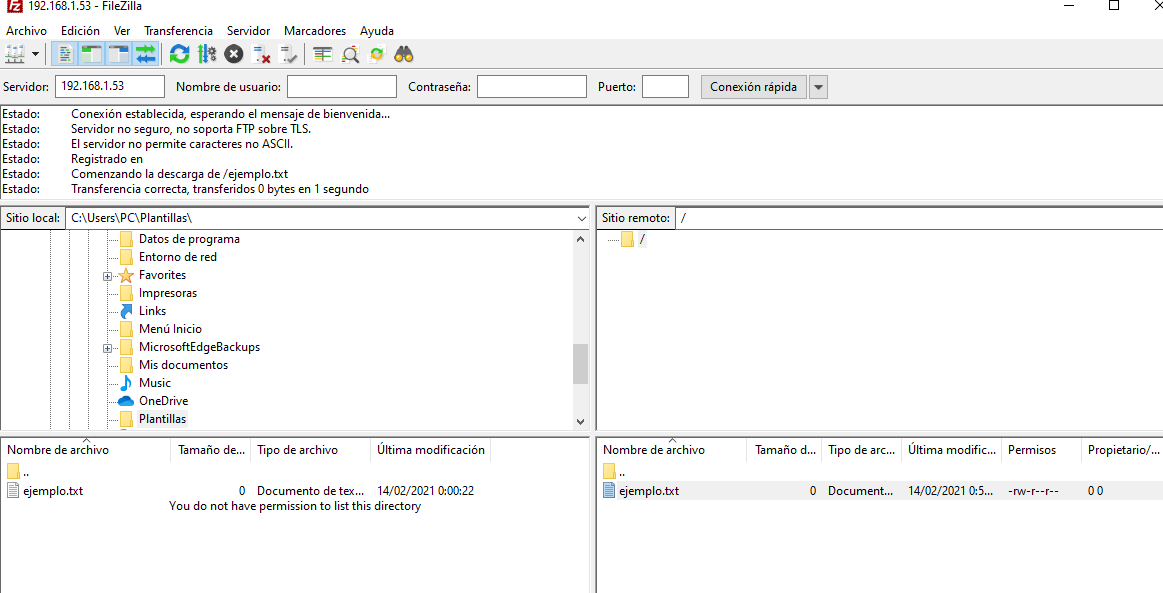 192.168.1.53 - FileZilla
Archivo Edición Ver Transferencia Servidor Marcadores Ayuda
Servidor: 192.168.1.53 Nombre de usuario: Contraseña: Puerto: Conexión rápida
Estado: Conexión establecida, esperando el mensaje de bienvenida...
Estado: Servidor no seguro, no soporta FTP sobre TLS.
Estado: El servidor no permite caracteres no ASCII.
Estado: Registrado en
Estado: Comenzando la descarga de /ejemplo.txt
Estado: Transferencia correcta, transferidos 0 bytes en 1 segundo
Sitio local: C:\Users\PC\Plantillas\
Datos de programa
Entorno de red
Favorites
Impresoras
Links
Menú Inicio
MicrosoftEdgeBackups
Mis documentos
Music
OneDrive
Plantillas
Sitio remoto: /
/
Nombre de archivo Tamaño de... Tipo de archivo Última modificación
..
ejemplo.txt 0 Documento de tex... 14/02/2021 0:00:22
You do not have permission to list this directory
Nombre de archivo Tamaño d... Tipo de arc... Última modific... Permisos Propietario/...
..
ejemplo.txt 0 Document... 14/02/2021 0:5... -rw-r--r-- 0 0